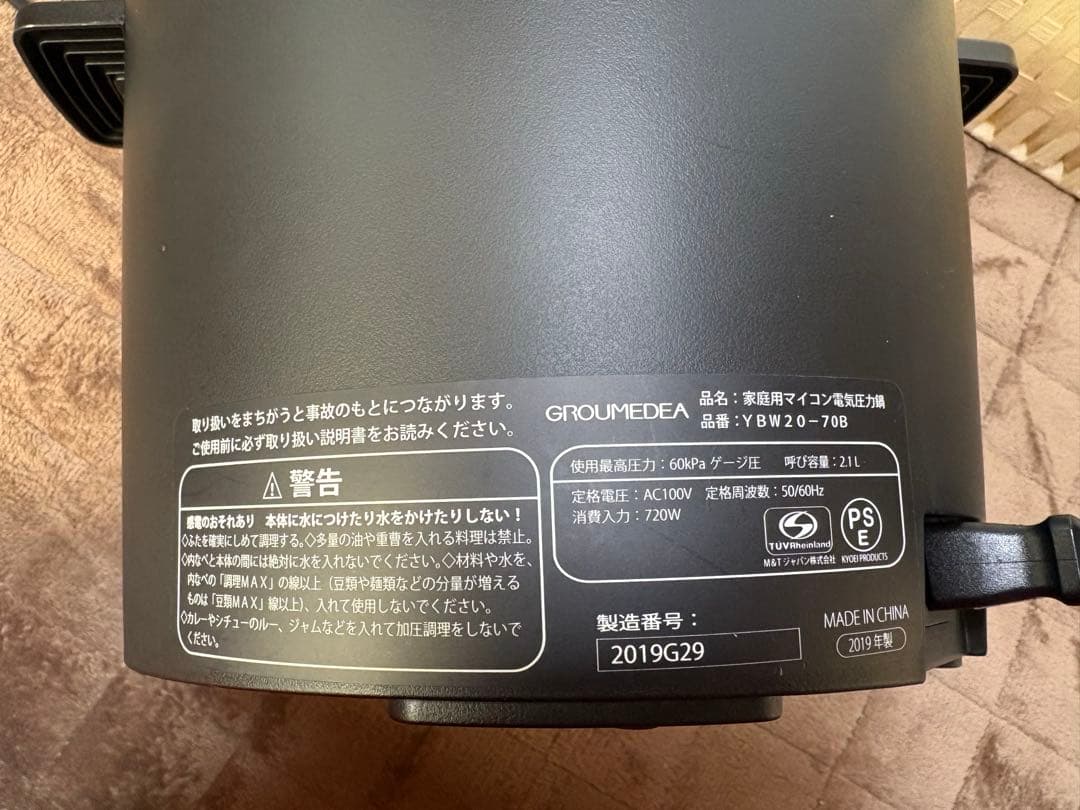 取り扱いをまちがうと事故のもとにつながります。
ご使用前に必ず取り扱い説明書をお読みください。
警告
感電のおそれあり 本体に水につけたり水をかけたりしない！
◇ふたを確実にしめて調理する。◇多量の油や重曹を入れる料理は禁止。
◇内なべと本体の間には絶対に水を入れないでください。◇材料や水を、
内なべの「調理MAX」の線以上（豆類や麺類などの分量が増える
ものは「豆類MAX」線以上）、入れて使用しないでください。
◇カレーやシチューのルー、ジャムなどを入れて加圧調理をしないで
ください。
GROUMEDEA
品名：家庭用マイコン電気圧力鍋
品番：YBW20-70B
使用最高圧力：60kPa ゲージ圧 呼び容量：2.1L
定格電圧：AC100V 定格周波数：50/60Hz
消費入力：720W
TÜVRheinland
M&Tジャパン株式会社
PS
E
KYOEI PRODUCTS
製造番号：
2019G29
MADE IN CHINA
2019年製